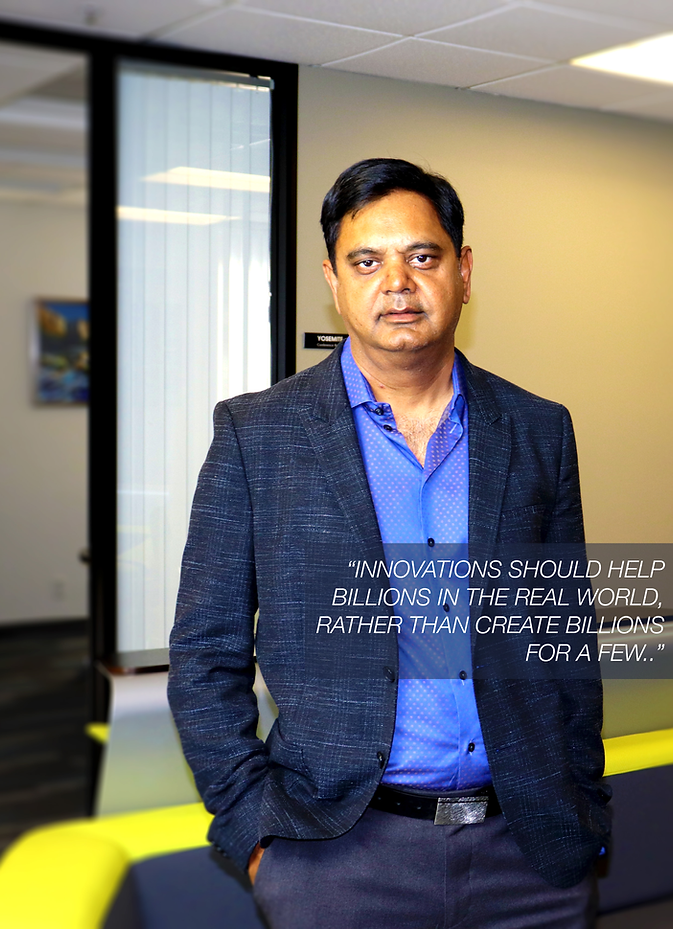 YOSEMITE
“INNOVATIONS SHOULD HELP
BILLIONS IN THE REAL WORLD,
RATHER THAN CREATE BILLIONS
FOR A FEW..”